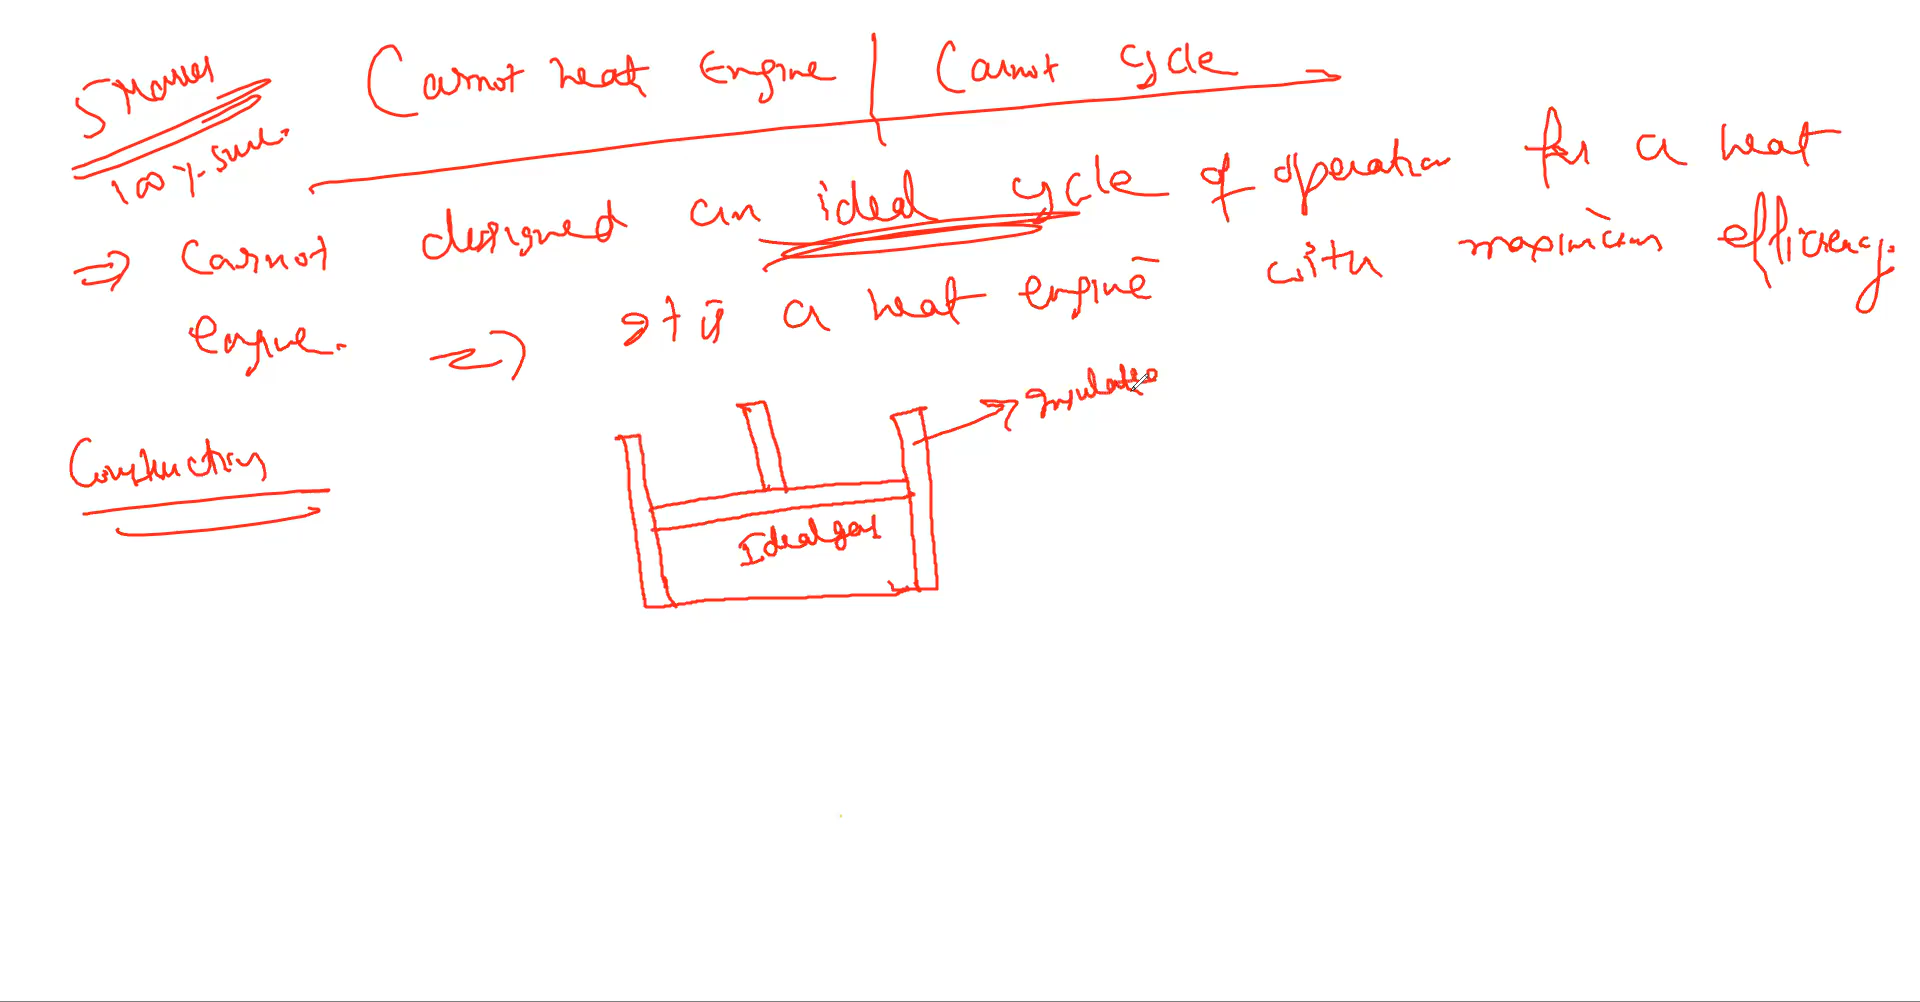 5 Marks
100% sure.
Carnot heat Engine | Carnot cycle
⇒ Carnot designed an ideal cycle of operation for a heat
engine. ⇒ It is a heat engine with maximum efficiency.
Construction
Insulatio
Ideal gas